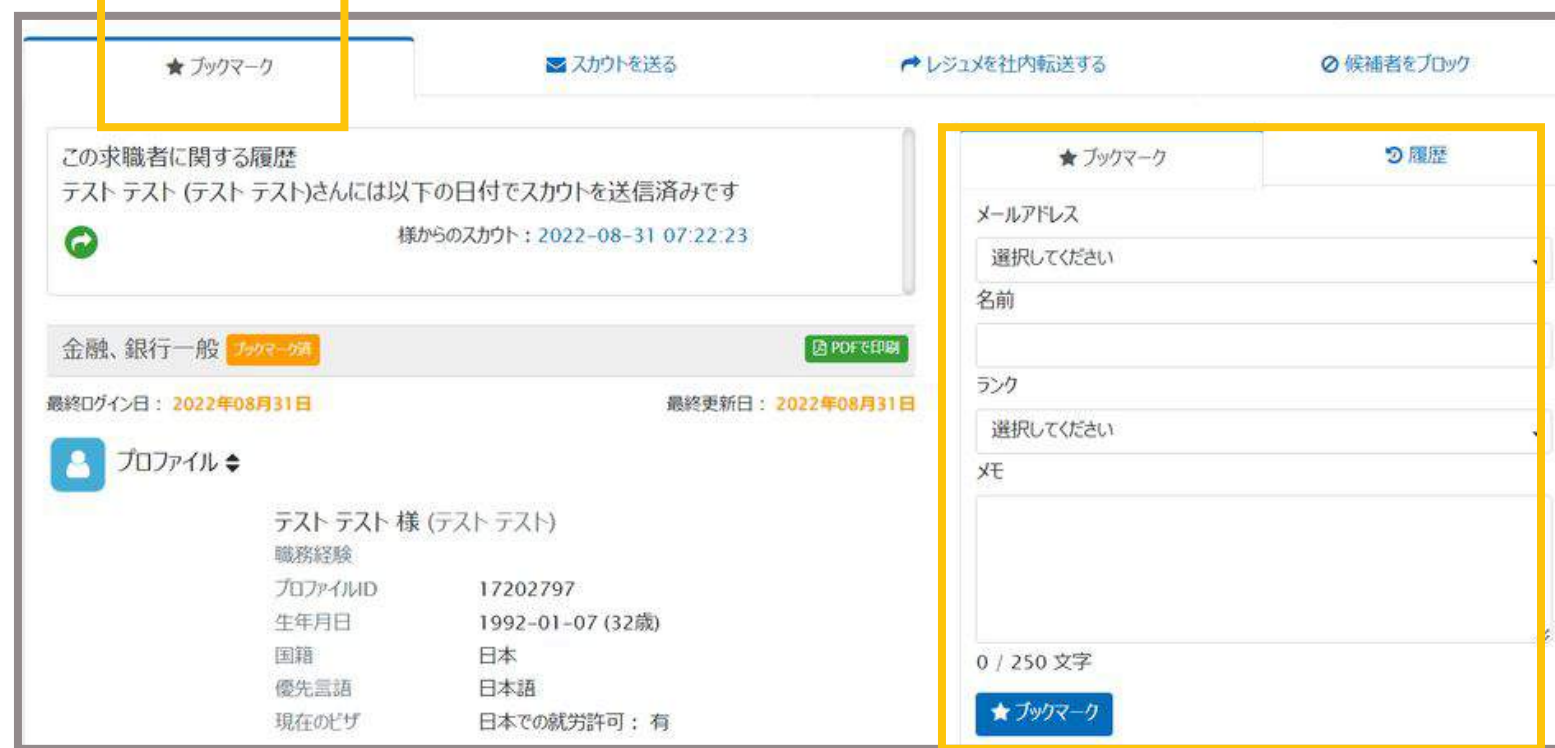 ブックマーク
スカウトを送る
レジュメを社内転送する
候補者をブロック
この求職者に関する履歴
テスト テスト (テスト テスト)さんには以下の日付でスカウトを送信済みです
様からのスカウト：2022-08-31 07:22:23
金融、銀行一般 ブックマーク済
PDFで印刷
最終ログイン日： 2022年08月31日
最終更新日： 2022年08月31日
プロファイル
テスト テスト 様 (テスト テスト)
職務経験
プロファイルID 17202797
生年月日 1992-01-07 (32歳)
国籍 日本
優先言語 日本語
現在のビザ 日本での就労許可： 有
ブックマーク
履歴
メールアドレス
選択してください
名前
ランク
選択してください
メモ
0 / 250 文字
ブックマーク